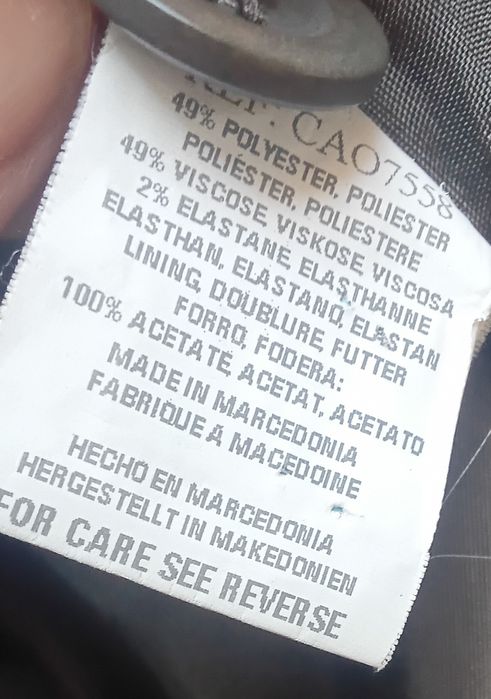 REF: CAO7558
49% POLYESTER, POLIESTER
POLIÉSTER, POLIESTERE
49% VISCOSE, VISKOSE, VISCOSA
2% ELASTANE, ELASTHANNE
ELASTHAN, ELASTANO, ELASTAN
LINING, DOUBLURE, FUTTER
FORRO, FODERA:
100% ACETATE, ACETAT, ACETATO
MADE IN MARCEDONIA
FABRIQUE A MACEDOINE
HECHO EN MARCEDONIA
HERGESTELLT IN MAKEDONIEN
FOR CARE SEE REVERSE